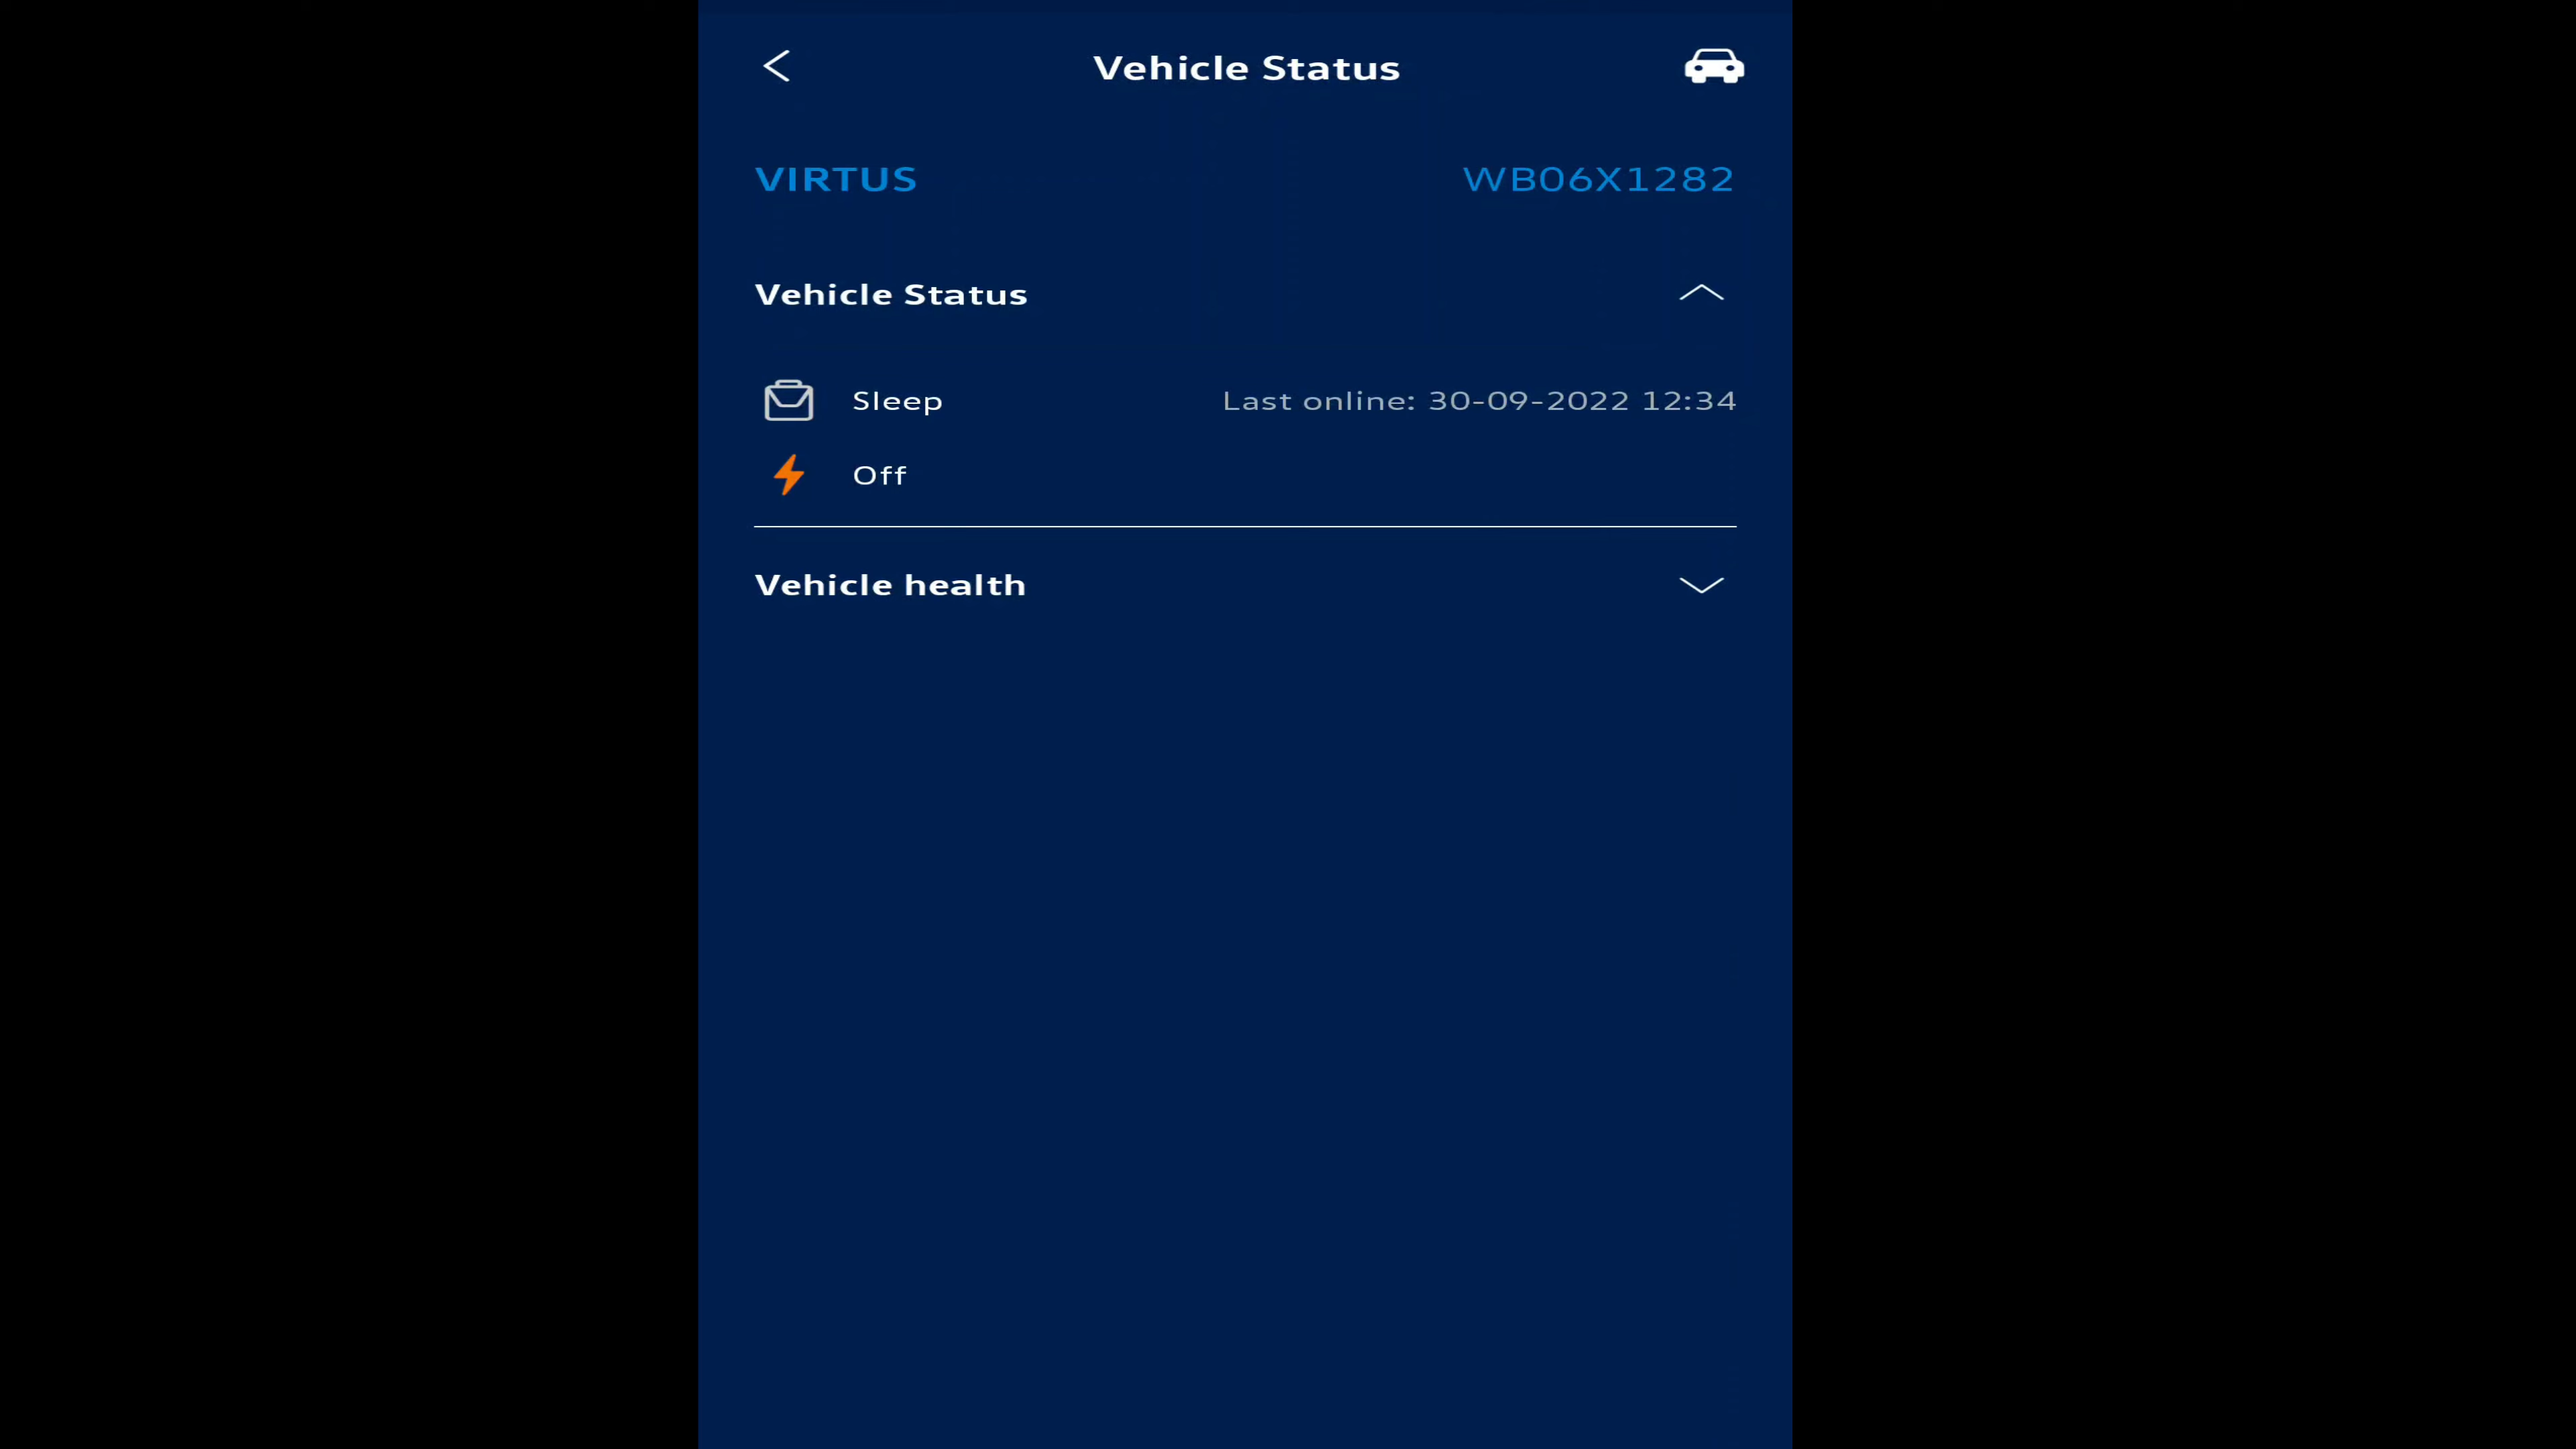 Vehicle Status
VIRTUS WB06X1282
Vehicle Status
Sleep Last online: 30-09-2022 12:34
Off
Vehicle health